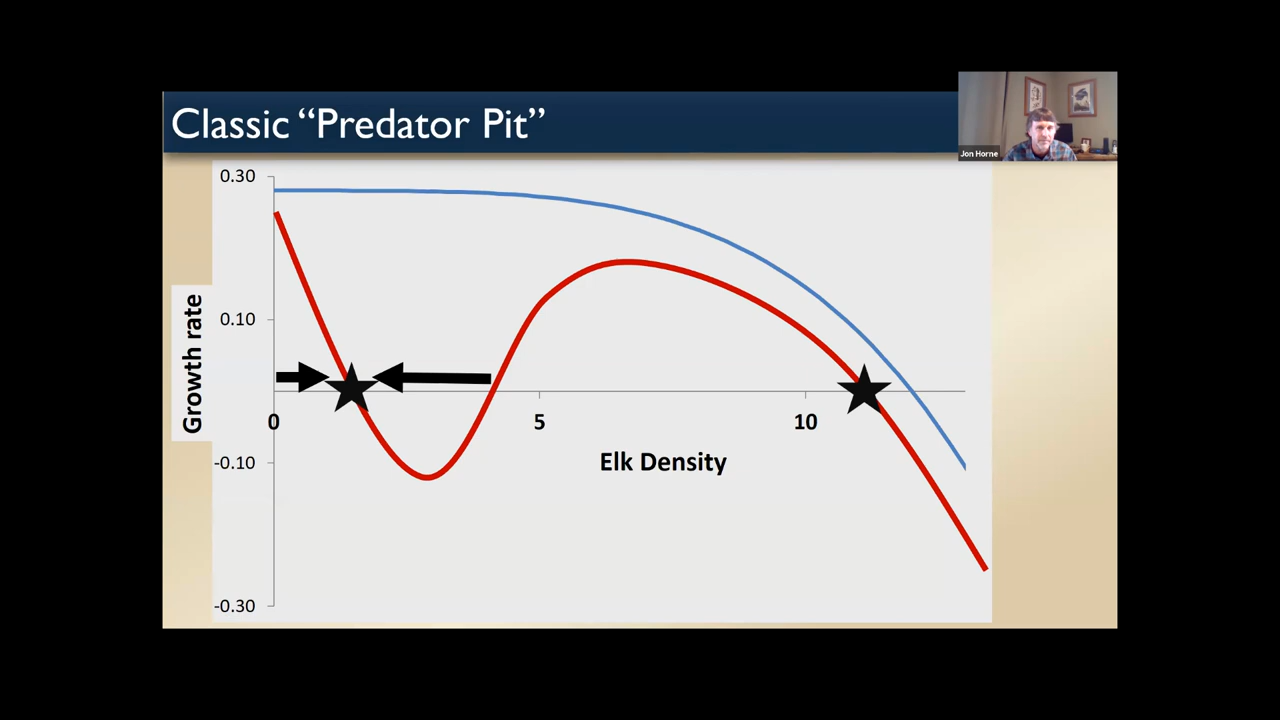 Classic “Predator Pit”
Jon Horne
0.30
0.10
-0.10
-0.30
Growth rate
0
5
10
Elk Density